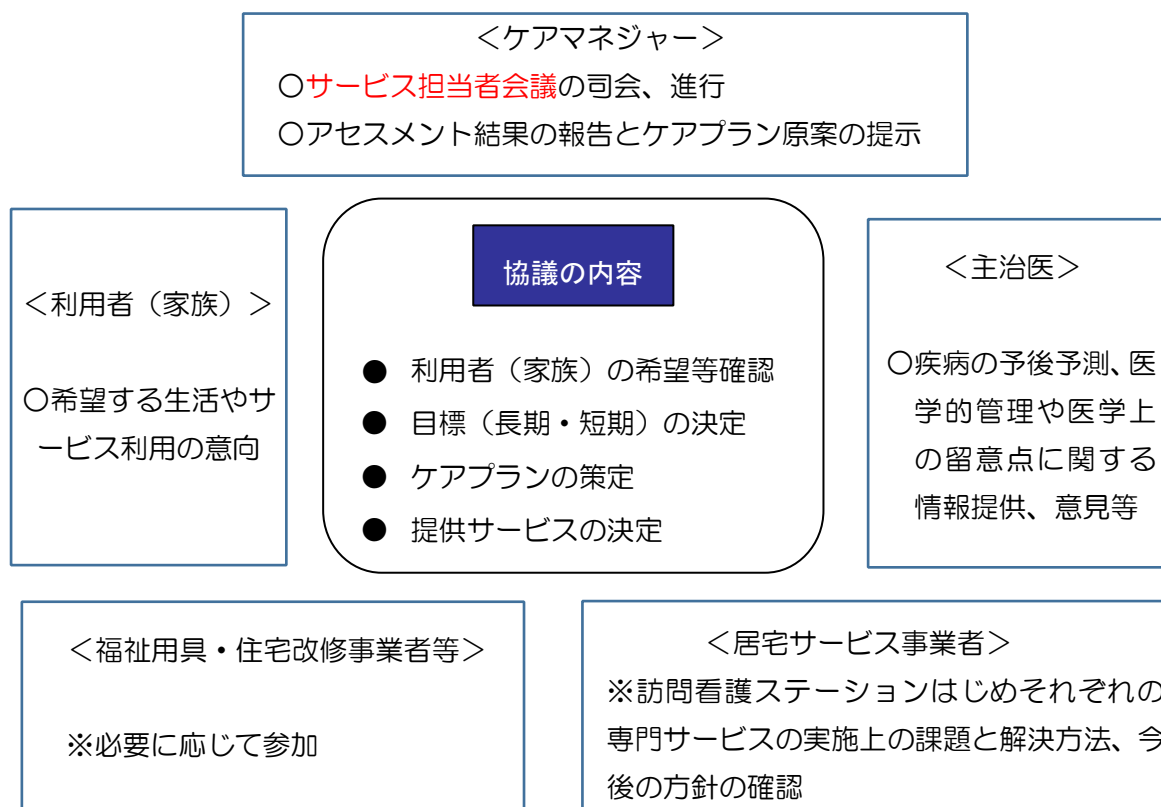 ＜ケアマネジャー＞
〇サービス担当者会議の司会、進行
〇アセスメント結果の報告とケアプラン原案の提示
＜利用者（家族）＞
〇希望する生活やサ
ービス利用の意向
協議の内容
● 利用者（家族）の希望等確認
● 目標（長期・短期）の決定
● ケアプランの策定
● 提供サービスの決定
＜主治医＞
〇疾病の予後予測、医
学的管理や医学上
の留意点に関する
情報提供、意見等
＜福祉用具・住宅改修事業者等＞
※必要に応じて参加
＜居宅サービス事業者＞
※訪問看護ステーションはじめそれぞれの
専門サービスの実施上の課題と解決方法、今
後の方針の確認